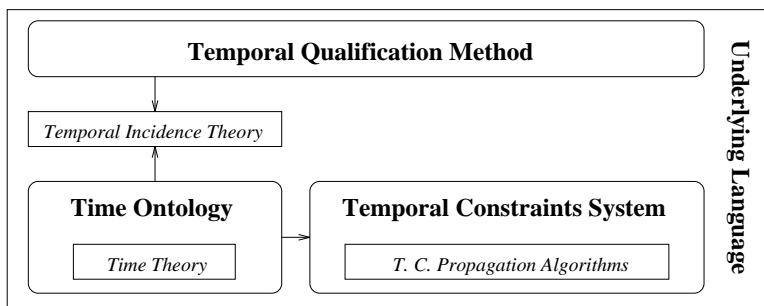 Temporal Qualification Method
Underlying Language
Temporal Incidence Theory
Time Ontology
Time Theory
Temporal Constraints System
T. C. Propagation Algorithms